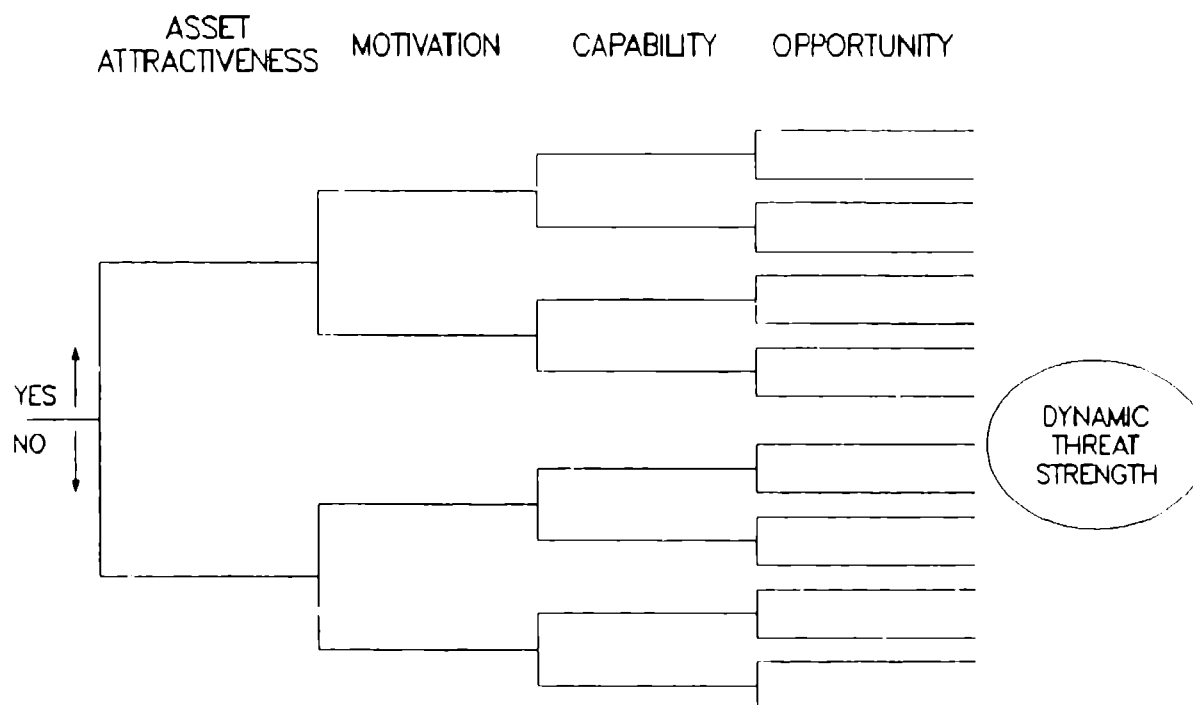 ASSET
ATTRACTIVENESS
MOTIVATION
CAPABILITY
OPPORTUNITY
YES
NO
DYNAMIC
THREAT
STRENGTH